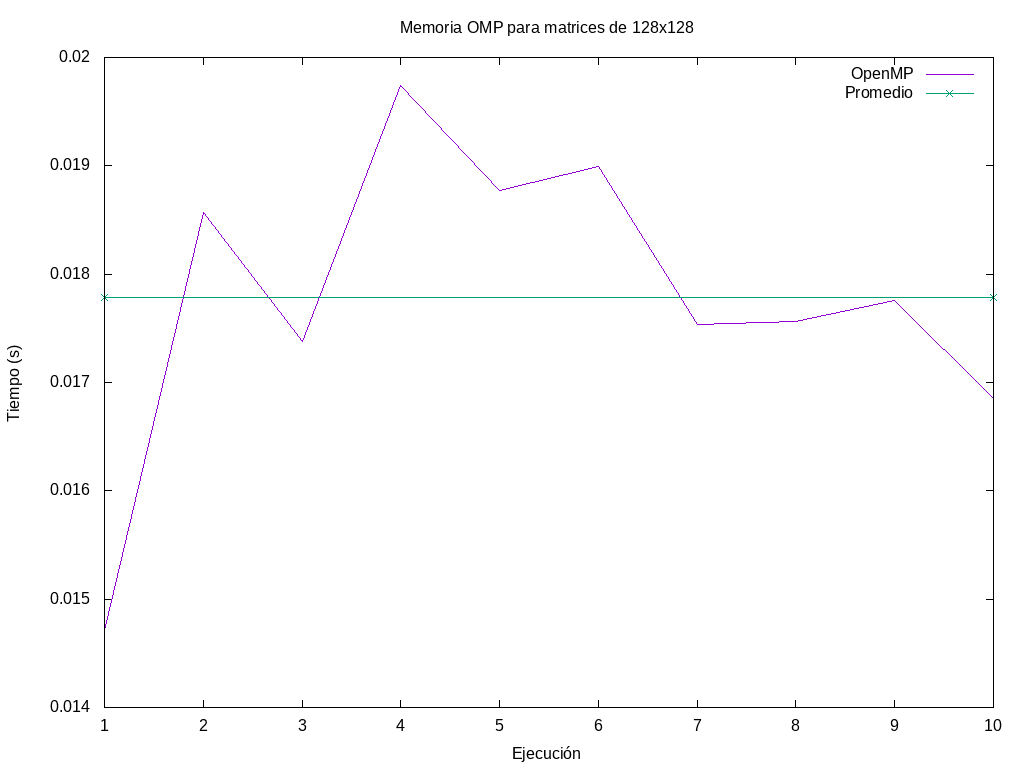 Memoria OMP para matrices de 128x128
OpenMP
Promedio
0.02
0.019
0.018
0.017
0.016
0.015
0.014
Tiempo (s)
1 2 3 4 5 6 7 8 9 10
Ejecución